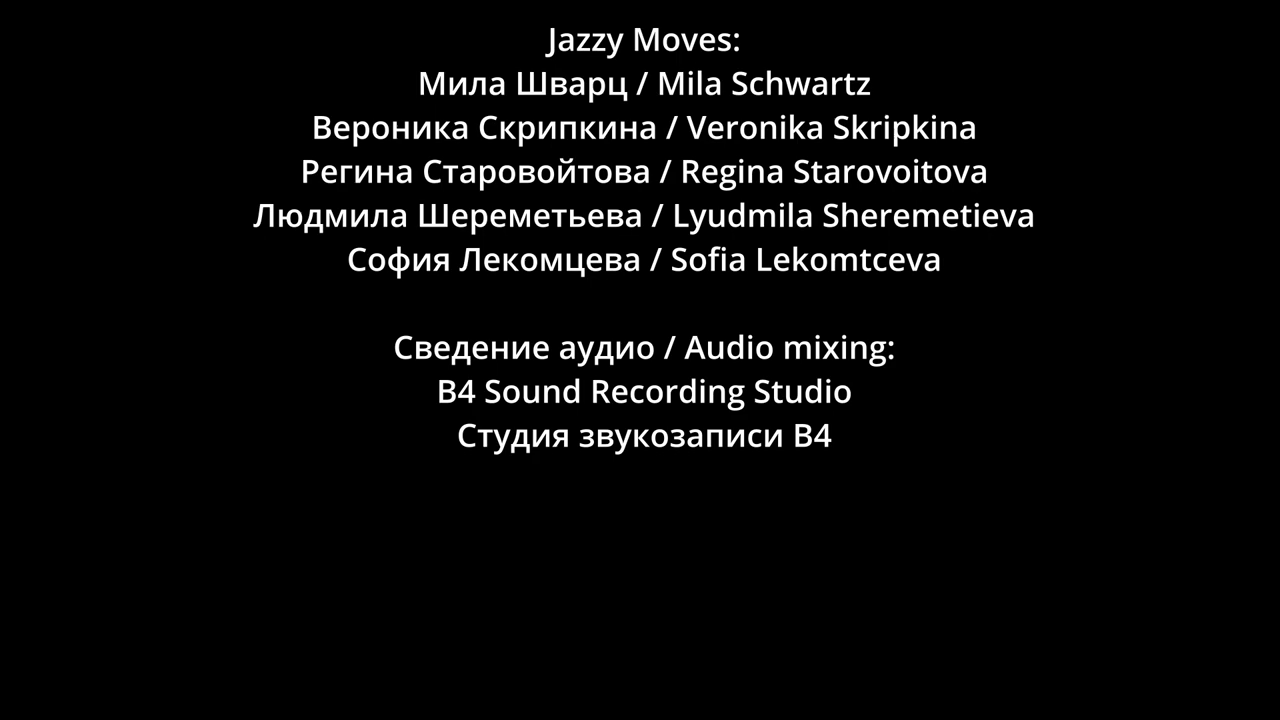 Jazzy Moves:
Мила Шварц / Mila Schwartz
Вероника Скрипкина / Veronika Skripkina
Регина Старовойтова / Regina Starovoitova
Людмила Шереметьева / Lyudmila Sheremetieva
София Лекомцева / Sofia Lekomtceva
Сведение аудио / Audio mixing:
B4 Sound Recording Studio
Студия звукозаписи B4